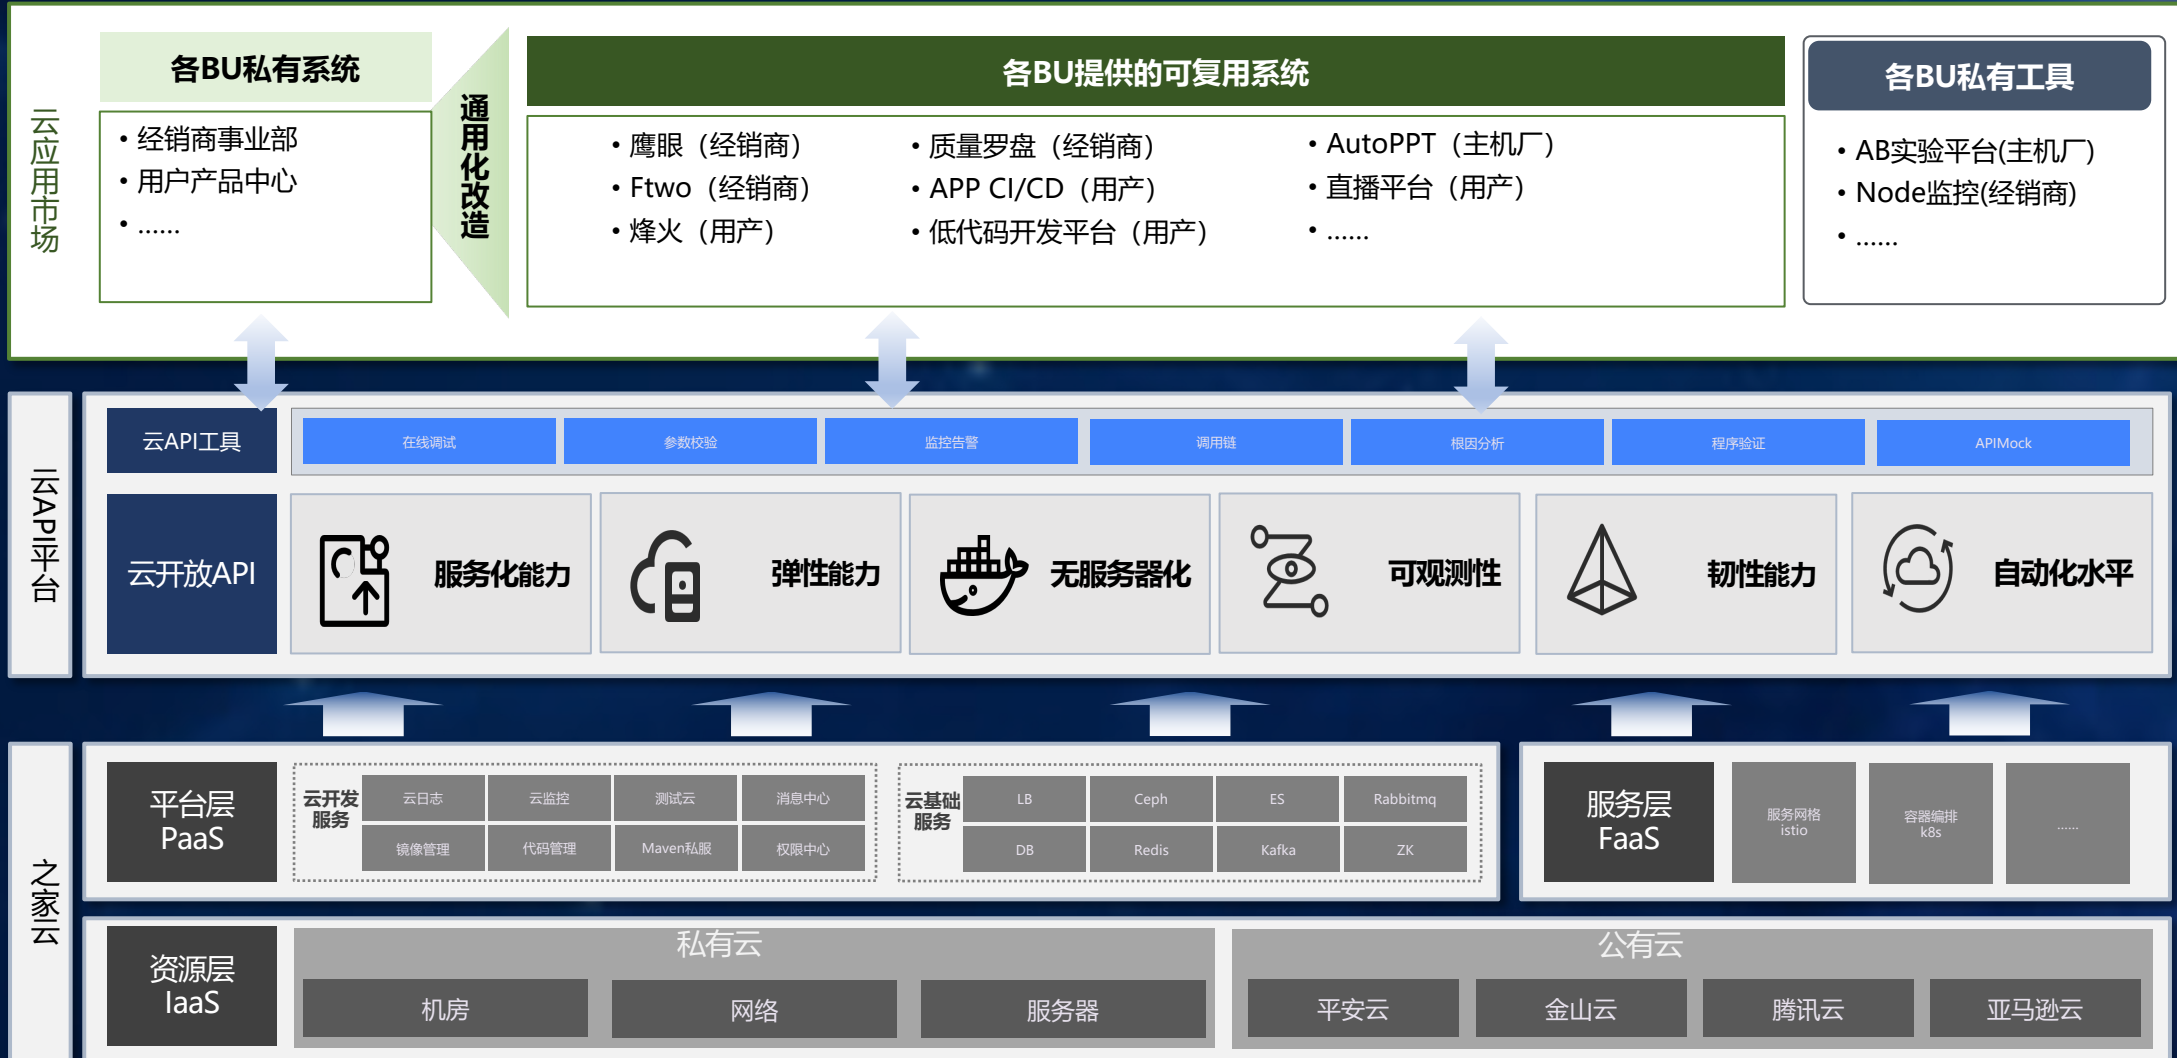 云应用市场
各BU私有系统
• 经销商事业部
• 用户产品中心
• ......
通用化改造
各BU提供的可复用系统
• 鹰眼（经销商）
• Ftwo（经销商）
• 烽火（用产）
• 质量罗盘（经销商）
• APP CI/CD（用产）
• 低代码开发平台（用产）
• AutoPPT（主机厂）
• 直播平台（用产）
• ......
各BU私有工具
• AB实验平台(主机厂)
• Node监控(经销商)
• ......
云API平台
云API工具
在线调试
参数校验
监控告警
调用链
根因分析
程序验证
APIMock
云开放API
服务化能力
弹性能力
无服务器化
可观测性
韧性能力
自动化水平
之家云
平台层
PaaS
云开发
服务
云日志
云监控
测试云
消息中心
镜像管理
代码管理
Maven私服
权限中心
云基础
服务
LB
Ceph
ES
Rabbitmq
DB
Redis
Kafka
ZK
服务层
FaaS
服务网格
istio
容器编排
k8s
......
资源层
IaaS
私有云
机房
网络
服务器
公有云
平安云
金山云
腾讯云
亚马逊云